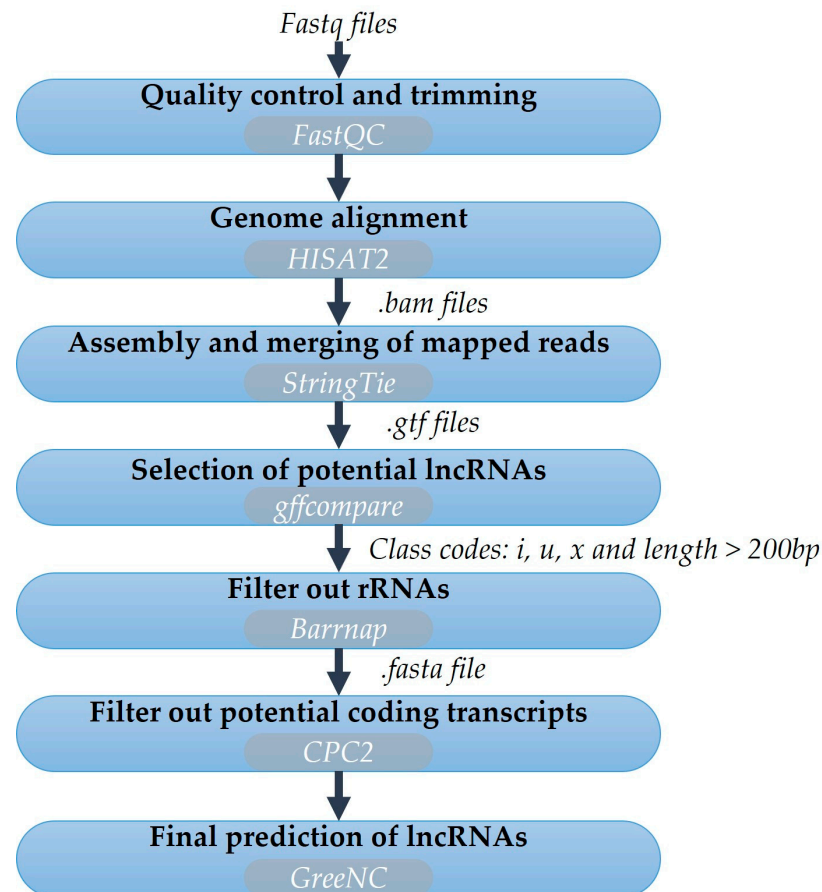 Fastq files
Quality control and trimming
FastQC
Genome alignment
HISAT2
.bam files
Assembly and merging of mapped reads
StringTie
.gtf files
Selection of potential lncRNAs
gffcompare
Class codes: i, u, x and length > 200bp
Filter out rRNAs
Barrnap
.fasta file
Filter out potential coding transcripts
CPC2
Final prediction of lncRNAs
GreeNC